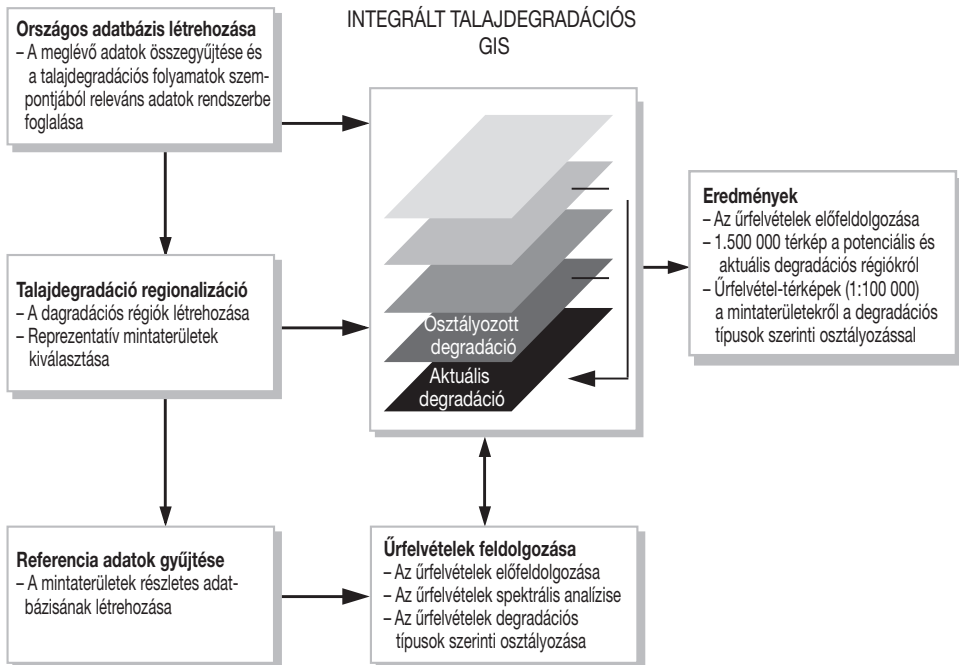 INTEGRÁLT TALAJDEGRADÁCIÓS
GIS
Országos adatbázis létrehozása
– A meglévő adatok összegyűjtése és
a talajdegradációs folyamatok szem-
pontjából releváns adatok rendszerbe
foglalása
Talajdegradáció regionalizáció
– A dagradációs régiók létrehozása
– Reprezentatív mintaterületek
kiválasztása
Referencia adatok gyűjtése
– A mintaterületek részletes adat-
bázisának létrehozása
Osztályozott
degradáció
Aktuális
degradáció
Űrfelvételek feldolgozása
– Az űrfelvételek előfeldolgozása
– Az űrfelvételek spektrális analízise
– Az űrfelvételek degradációs
típusok szerinti osztályozása
Eredmények
– Az űrfelvételek előfeldolgozása
– 1.500 000 térkép a potenciális és
aktuális degradációs régiókról
– Űrfelvétel-térképek (1:100 000)
a mintaterületekről a degradációs
típusok szerinti osztályozással